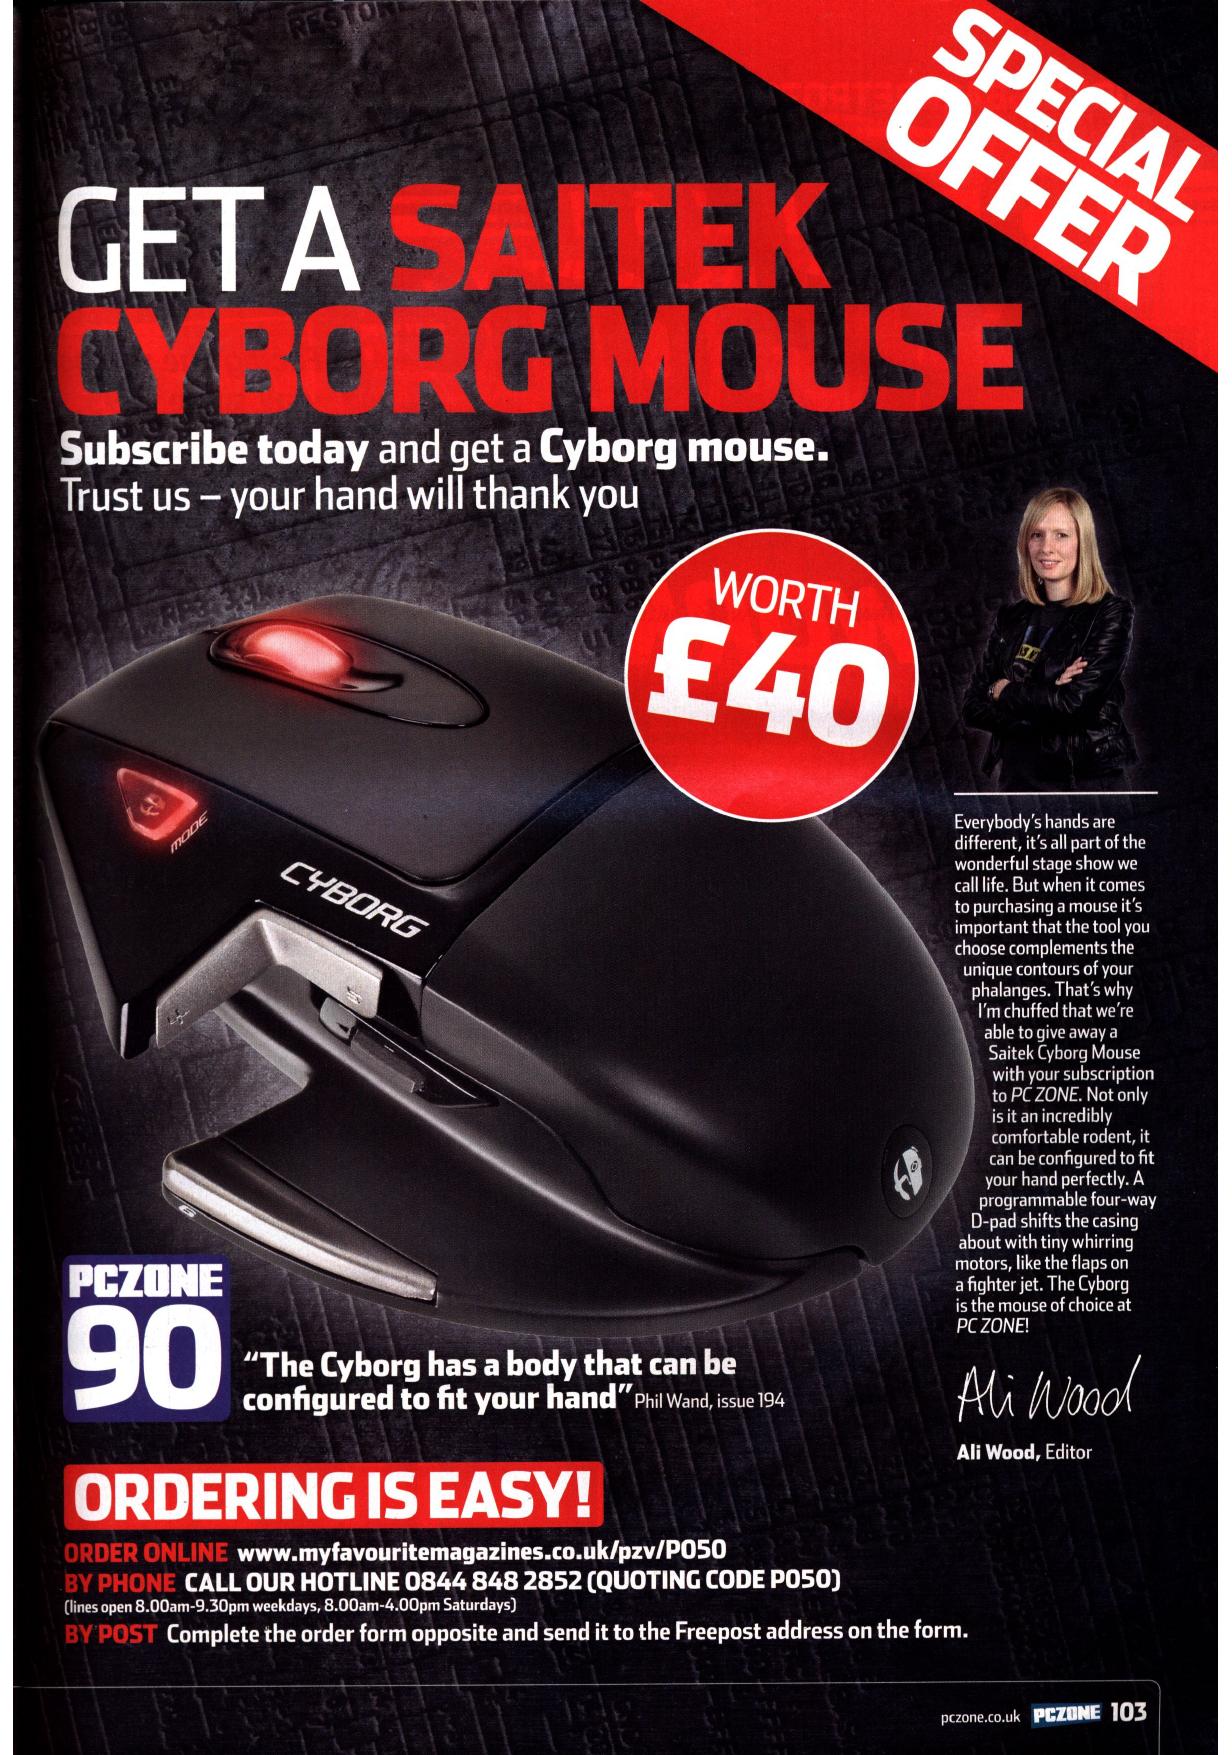 SPECIAL
OFFER
GET A SAITEK
CYBORG MOUSE
Subscribe today and get a Cyborg mouse.
Trust us – your hand will thank you
WORTH
£40
MODE
CYBORG
Everybody's hands are
different, it's all part of the
wonderful stage show we
call life. But when it comes
to purchasing a mouse it's
important that the tool you
choose complements the
unique contours of your
phalanges. That's why
I'm chuffed that we're
able to give away a
Saitek Cyborg Mouse
with your subscription
to PC ZONE. Not only
is it an incredibly
comfortable rodent, it
can be configured to fit
your hand perfectly. A
programmable four-way
D-pad shifts the casing
about with tiny whirring
motors, like the flaps on
a fighter jet. The Cyborg
is the mouse of choice at
PC ZONE!
Ali Wood
Ali Wood, Editor
PCZONE
90
“The Cyborg has a body that can be
configured to fit your hand” Phil Wand, issue 194
ORDERING IS EASY!
ORDER ONLINE www.myfavouritemagazines.co.uk/pzv/P050
BY PHONE CALL OUR HOTLINE 0844 848 2852 (QUOTING CODE P050)
(lines open 8.00am-9.30pm weekdays, 8.00am-4.00pm Saturdays)
BY POST Complete the order form opposite and send it to the Freepost address on the form.
pczone.co.uk PCZONE 103